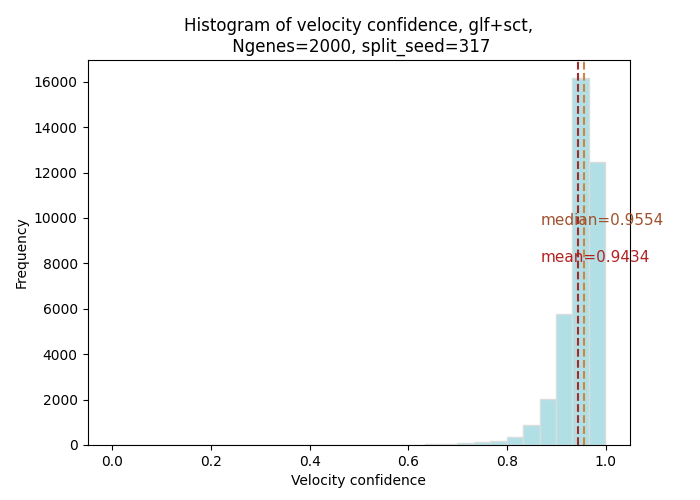 Histogram of velocity confidence, glf+sct,
Ngenes=2000, split_seed=317
16000
14000
12000
10000
8000
6000
4000
2000
0
Frequency
median=0.9554
mean=0.9434
0.0 0.2 0.4 0.6 0.8 1.0
Velocity confidence